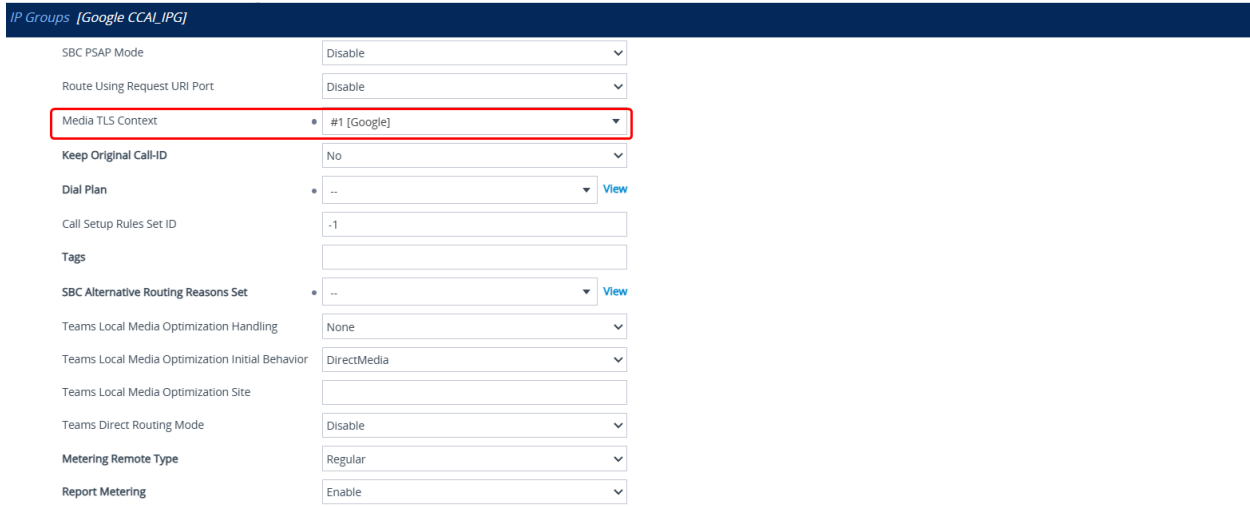 IP Groups [Google CCAI_IPG]
SBC PSAP Mode Disable
Route Using Request URI Port Disable
Media TLS Context #1 [Google]
Keep Original Call-ID No
Dial Plan -- View
Call Setup Rules Set ID -1
Tags
SBC Alternative Routing Reasons Set -- View
Teams Local Media Optimization Handling None
Teams Local Media Optimization Initial Behavior DirectMedia
Teams Local Media Optimization Site
Teams Direct Routing Mode Disable
Metering Remote Type Regular
Report Metering Enable